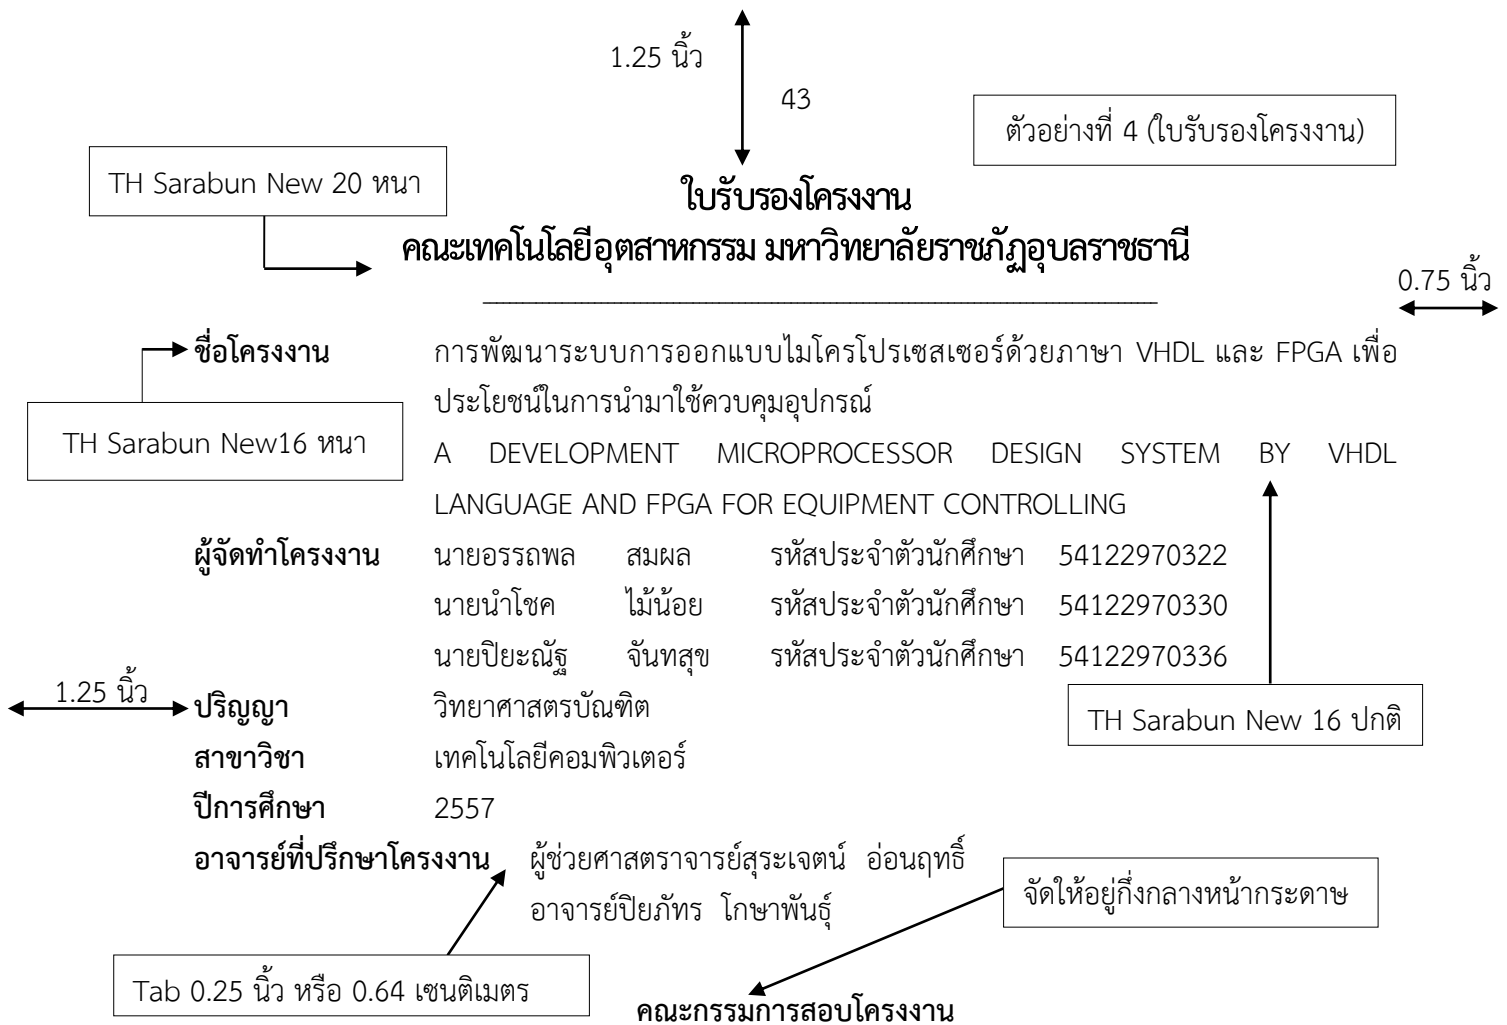 1.25 นิ้ว
43
ตัวอย่างที่ 4 (ใบรับรองโครงงาน)
TH Sarabun New 20 หนา
ใบรับรองโครงงาน
คณะเทคโนโลยีอุตสาหกรรม มหาวิทยาลัยราชภัฏอุบลราชธานี
0.75 นิ้ว
ชื่อโครงงาน การพัฒนาระบบการออกแบบไมโครโปรเซสเซอร์ด้วยภาษา VHDL และ FPGA เพื่อ
ประโยชน์ในการนำมาใช้ควบคุมอุปกรณ์
TH Sarabun New16 หนา
A DEVELOPMENT MICROPROCESSOR DESIGN SYSTEM BY VHDL
LANGUAGE AND FPGA FOR EQUIPMENT CONTROLLING
ผู้จัดทำโครงงาน นายอรรถพล สมผล รหัสประจำตัวนักศึกษา 54122970322
นายนำโชค ไม้น้อย รหัสประจำตัวนักศึกษา 54122970330
นายปิยะณัฐ จันทสุข รหัสประจำตัวนักศึกษา 54122970336
1.25 นิ้ว
ปริญญา วิทยาศาสตรบัณฑิต
TH Sarabun New 16 ปกติ
สาขาวิชา เทคโนโลยีคอมพิวเตอร์
ปีการศึกษา 2557
อาจารย์ที่ปรึกษาโครงงาน ผู้ช่วยศาสตราจารย์สุระเจตน์ อ่อนฤทธิ์
จัดให้อยู่กึ่งกลางหน้ากระดาษ
อาจารย์ปิยภัทร โกษาพันธุ์
Tab 0.25 นิ้ว หรือ 0.64 เซนติเมตร
คณะกรรมการสอบโครงงาน